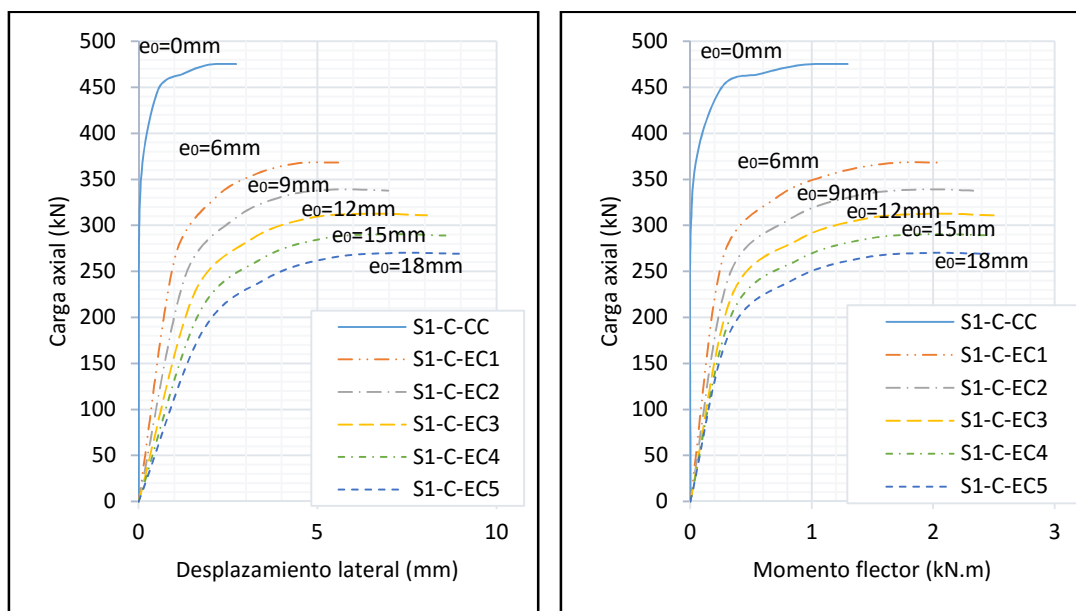 500
450
400
350
300
250
200
150
100
50
0
Carga axial (kN)
e₀=0mm
e₀=6mm
e₀=9mm
e₀=12mm
e₀=15mm
e₀=18mm
S1-C-CC
S1-C-EC1
S1-C-EC2
S1-C-EC3
S1-C-EC4
S1-C-EC5
0 5 10
Desplazamiento lateral (mm)
500
450
400
350
300
250
200
150
100
50
0
Carga axial (kN)
e₀=0mm
e₀=6mm
e₀=9mm
e₀=12mm
e₀=15mm
e₀=18mm
S1-C-CC
S1-C-EC1
S1-C-EC2
S1-C-EC3
S1-C-EC4
S1-C-EC5
0 1 2 3
Momento flector (kN.m)